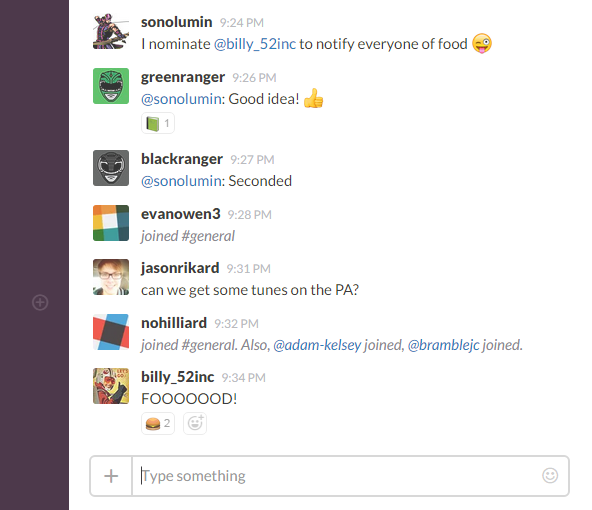 sonolumin 9:24 PM
I nominate @billy_52inc to notify everyone of food 😜
greenranger 9:26 PM
@sonolumin: Good idea! 👍
📗 1
blackranger 9:27 PM
@sonolumin: Seconded
evanowen3 9:28 PM
joined #general
jasonrikard 9:31 PM
can we get some tunes on the PA?
nohilliard 9:32 PM
joined #general. Also, @adam-kelsey joined, @bramblejc joined.
billy_52inc 9:34 PM
FOOOOOOD!
🍔 2
Type something